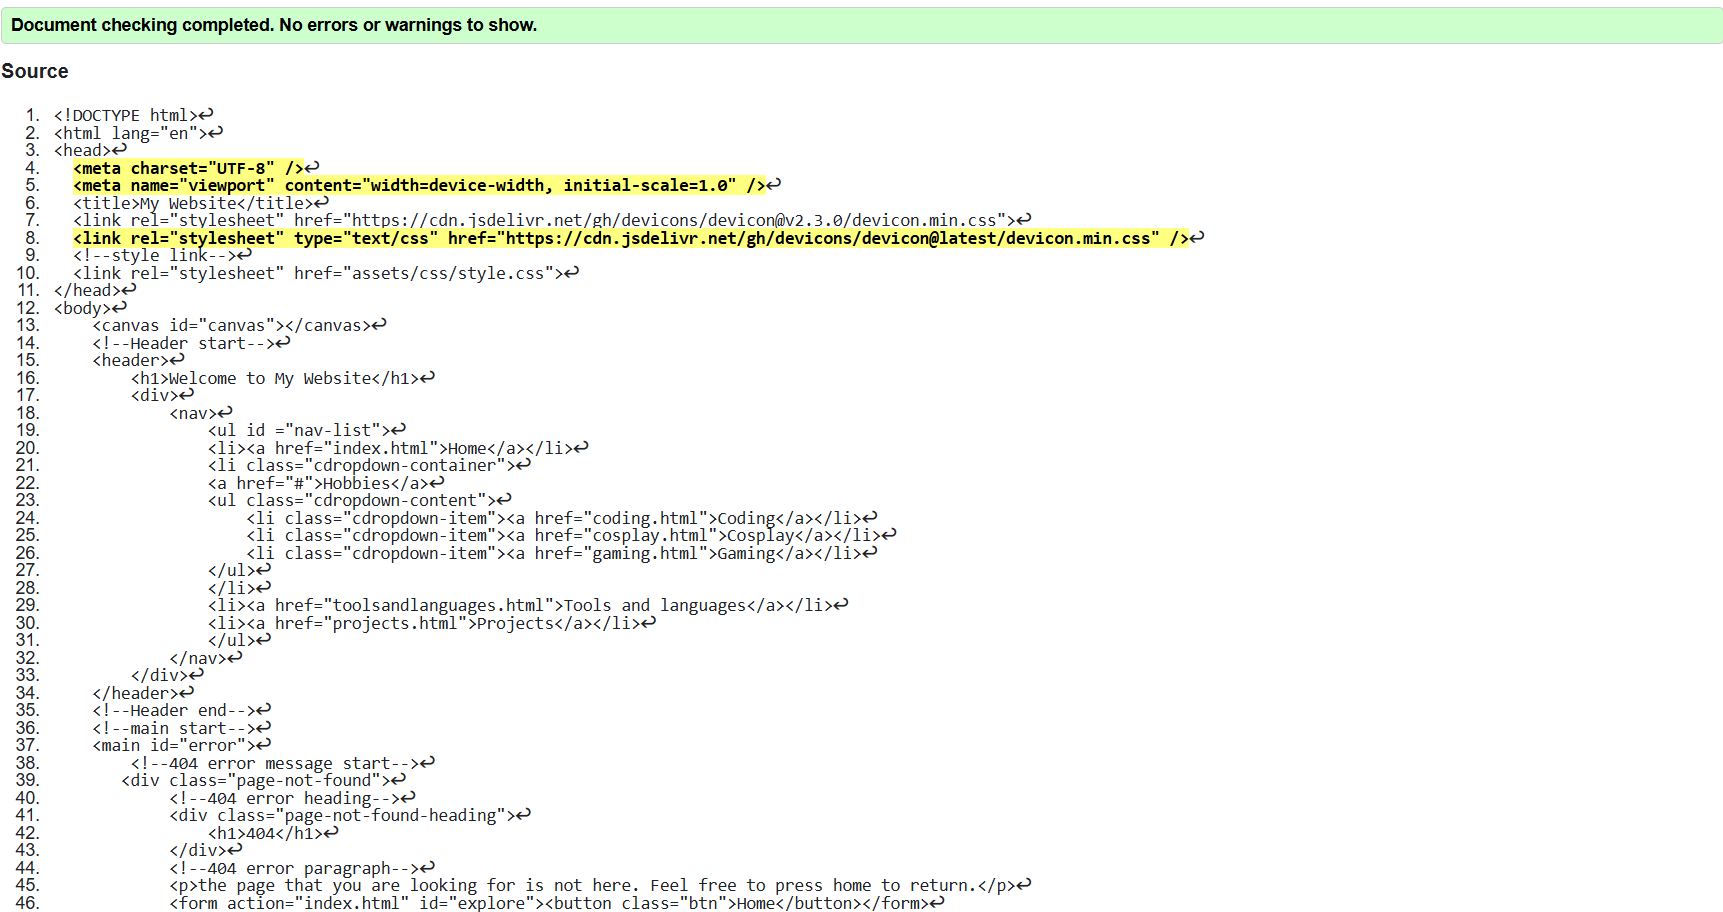 Document checking completed. No errors or warnings to show.
Source
1. <!DOCTYPE html>↩
2. <html lang="en">↩
3. <head>↩
4.   <meta charset="UTF-8" />↩
5.   <meta name="viewport" content="width=device-width, initial-scale=1.0" />↩
6.   <title>My Website</title>↩
7.   <link rel="stylesheet" href="https://cdn.jsdelivr.net/gh/devicons/devicon@v2.3.0/devicon.min.css">↩
8.   <link rel="stylesheet" type="text/css" href="https://cdn.jsdelivr.net/gh/devicons/devicon@latest/devicon.min.css" />↩
9.   <!--style link-->↩
10.   <link rel="stylesheet" href="assets/css/style.css">↩
11. </head>↩
12. <body>↩
13.     <canvas id="canvas"></canvas>↩
14.     <!--Header start-->↩
15.     <header>↩
16.         <h1>Welcome to My Website</h1>↩
17.         <div>↩
18.             <nav>↩
19.                 <ul id ="nav-list">↩
20.                 <li><a href="index.html">Home</a></li>↩
21.                 <li class="cdropdown-container">↩
22.                 <a href="#">Hobbies</a>↩
23.                 <ul class="cdropdown-content">↩
24.                     <li class="cdropdown-item"><a href="coding.html">Coding</a></li>↩
25.                     <li class="cdropdown-item"><a href="cosplay.html">Cosplay</a></li>↩
26.                     <li class="cdropdown-item"><a href="gaming.html">Gaming</a></li>↩
27.                 </ul>↩
28.                 </li>↩
29.                 <li><a href="toolsandlanguages.html">Tools and languages</a></li>↩
30.                 <li><a href="projects.html">Projects</a></li>↩
31.                 </ul>↩
32.             </nav>↩
33.         </div>↩
34.     </header>↩
35.     <!--Header end-->↩
36.     <!--main start-->↩
37.     <main id="error">↩
38.         <!--404 error message start-->↩
39.        <div class="page-not-found">↩
40.             <!--404 error heading-->↩
41.             <div class="page-not-found-heading">↩
42.                 <h1>404</h1>↩
43.             </div>↩
44.             <!--404 error paragraph-->↩
45.             <p>the page that you are looking for is not here. Feel free to press home to return.</p>↩
46.             <form action="index.html" id="explore"><button class="btn">Home</button></form>↩